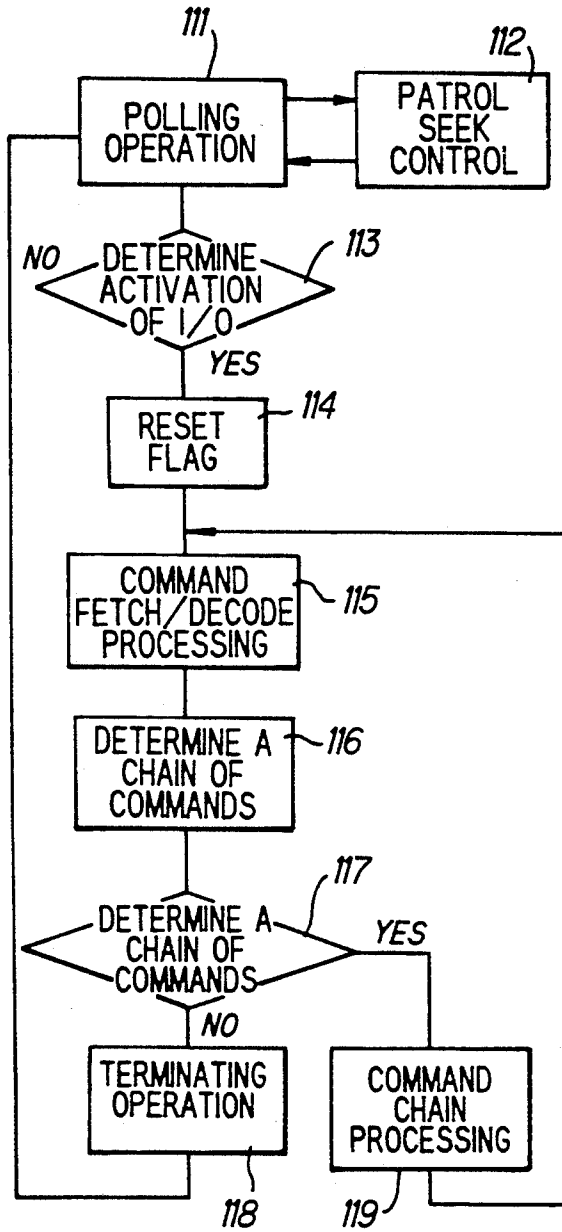 111
112
POLLING
OPERATION
PATROL
SEEK
CONTROL
NO
DETERMINE
ACTIVATION
OF I/O
113
YES
RESET
FLAG
114
COMMAND
FETCH/DECODE
PROCESSING
115
DETERMINE A
CHAIN OF
COMMANDS
116
117
DETERMINE A
CHAIN OF
COMMANDS
YES
NO
TERMINATING
OPERATION
COMMAND
CHAIN
PROCESSING
118
119